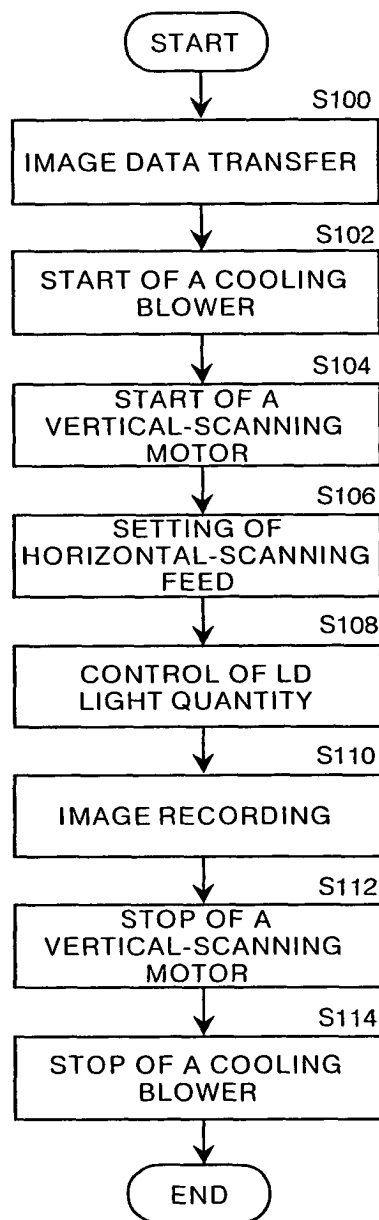 START
S100
IMAGE DATA TRANSFER
S102
START OF A COOLING
BLOWER
S104
START OF A
VERTICAL-SCANNING
MOTOR
S106
SETTING OF
HORIZONTAL-SCANNING
FEED
S108
CONTROL OF LD
LIGHT QUANTITY
S110
IMAGE RECORDING
S112
STOP OF A
VERTICAL-SCANNING
MOTOR
S114
STOP OF A COOLING
BLOWER
END